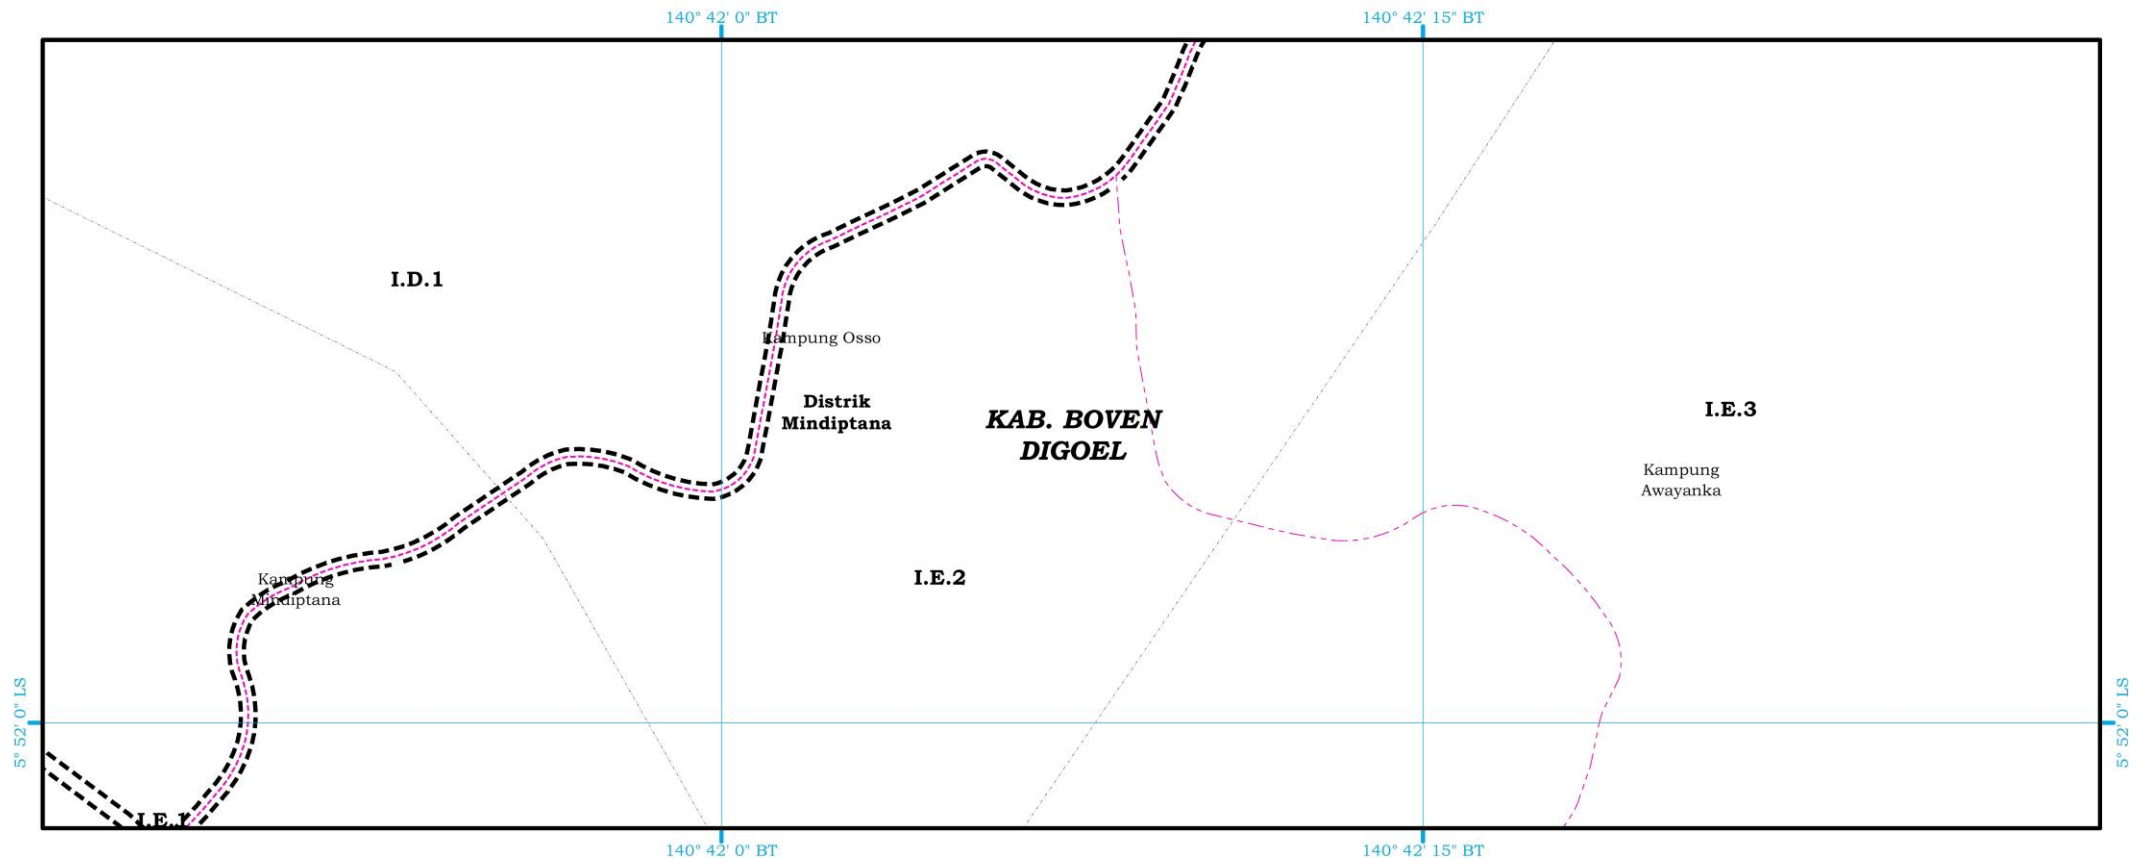 140° 42' 0" BT
140° 42' 15" BT
I.D.1
Kampung Osso
Distrik
Mindiptana
KAB. BOVEN
DIGOEL
I.E.3
Kampung
Awayanka
I.E.2
Kampung
Mindiptana
5° 52' 0" LS
5° 52' 0" LS
I.E.1
140° 42' 0" BT
140° 42' 15" BT